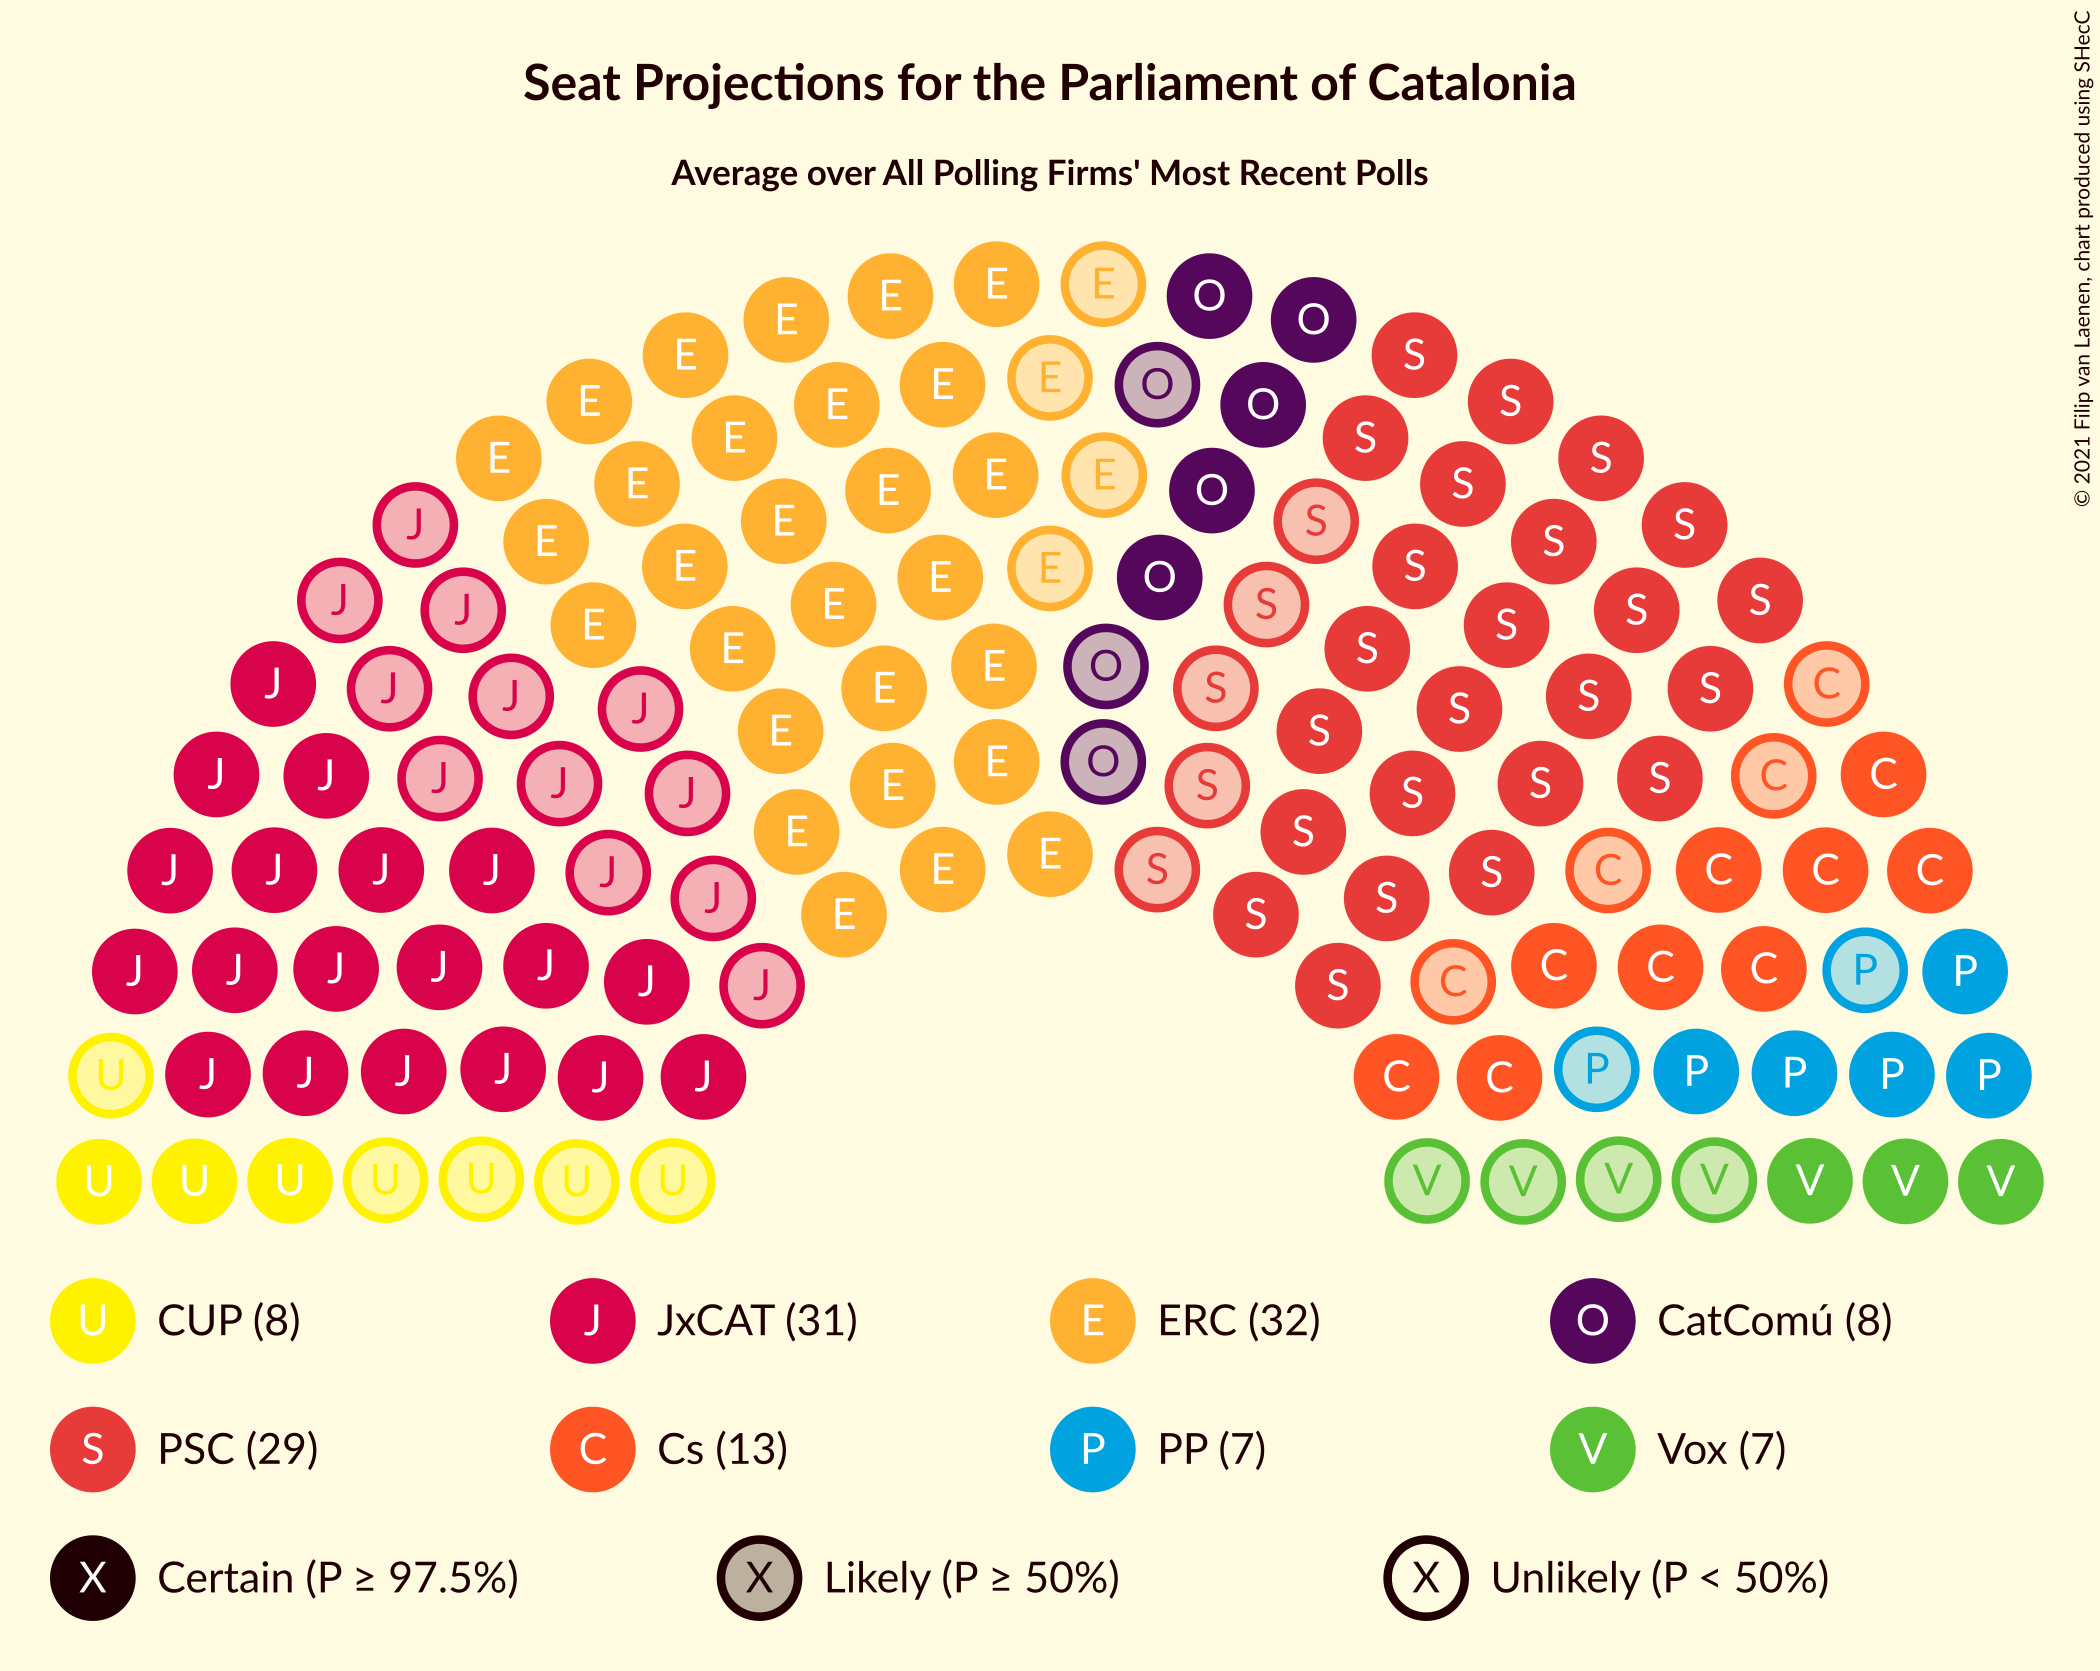 Seat Projections for the Parliament of Catalonia
Average over All Polling Firms' Most Recent Polls
© 2021 Filip van Laenen, chart produced using SHecC
E E E O O
E E S
E E O O S
E E E S S
E E E O S
J E E E S S S
E E E O S S
J J E E E S S S
E E O S S
J J J J E E S S S S C
J J J J J E E O S S S S C C
E E S S
J J J J J J E E S S S S C C C C
E S
J J J J J J J S C C C C P P
U J J J J J J C C P P P P P
U U U U U U U V V V V V V V
U CUP (8) J JxCAT (31) E ERC (32) O CatComú (8)
S PSC (29) C Cs (13) P PP (7) V Vox (7)
X Certain (P ≥ 97.5%) X Likely (P ≥ 50%) X Unlikely (P < 50%)